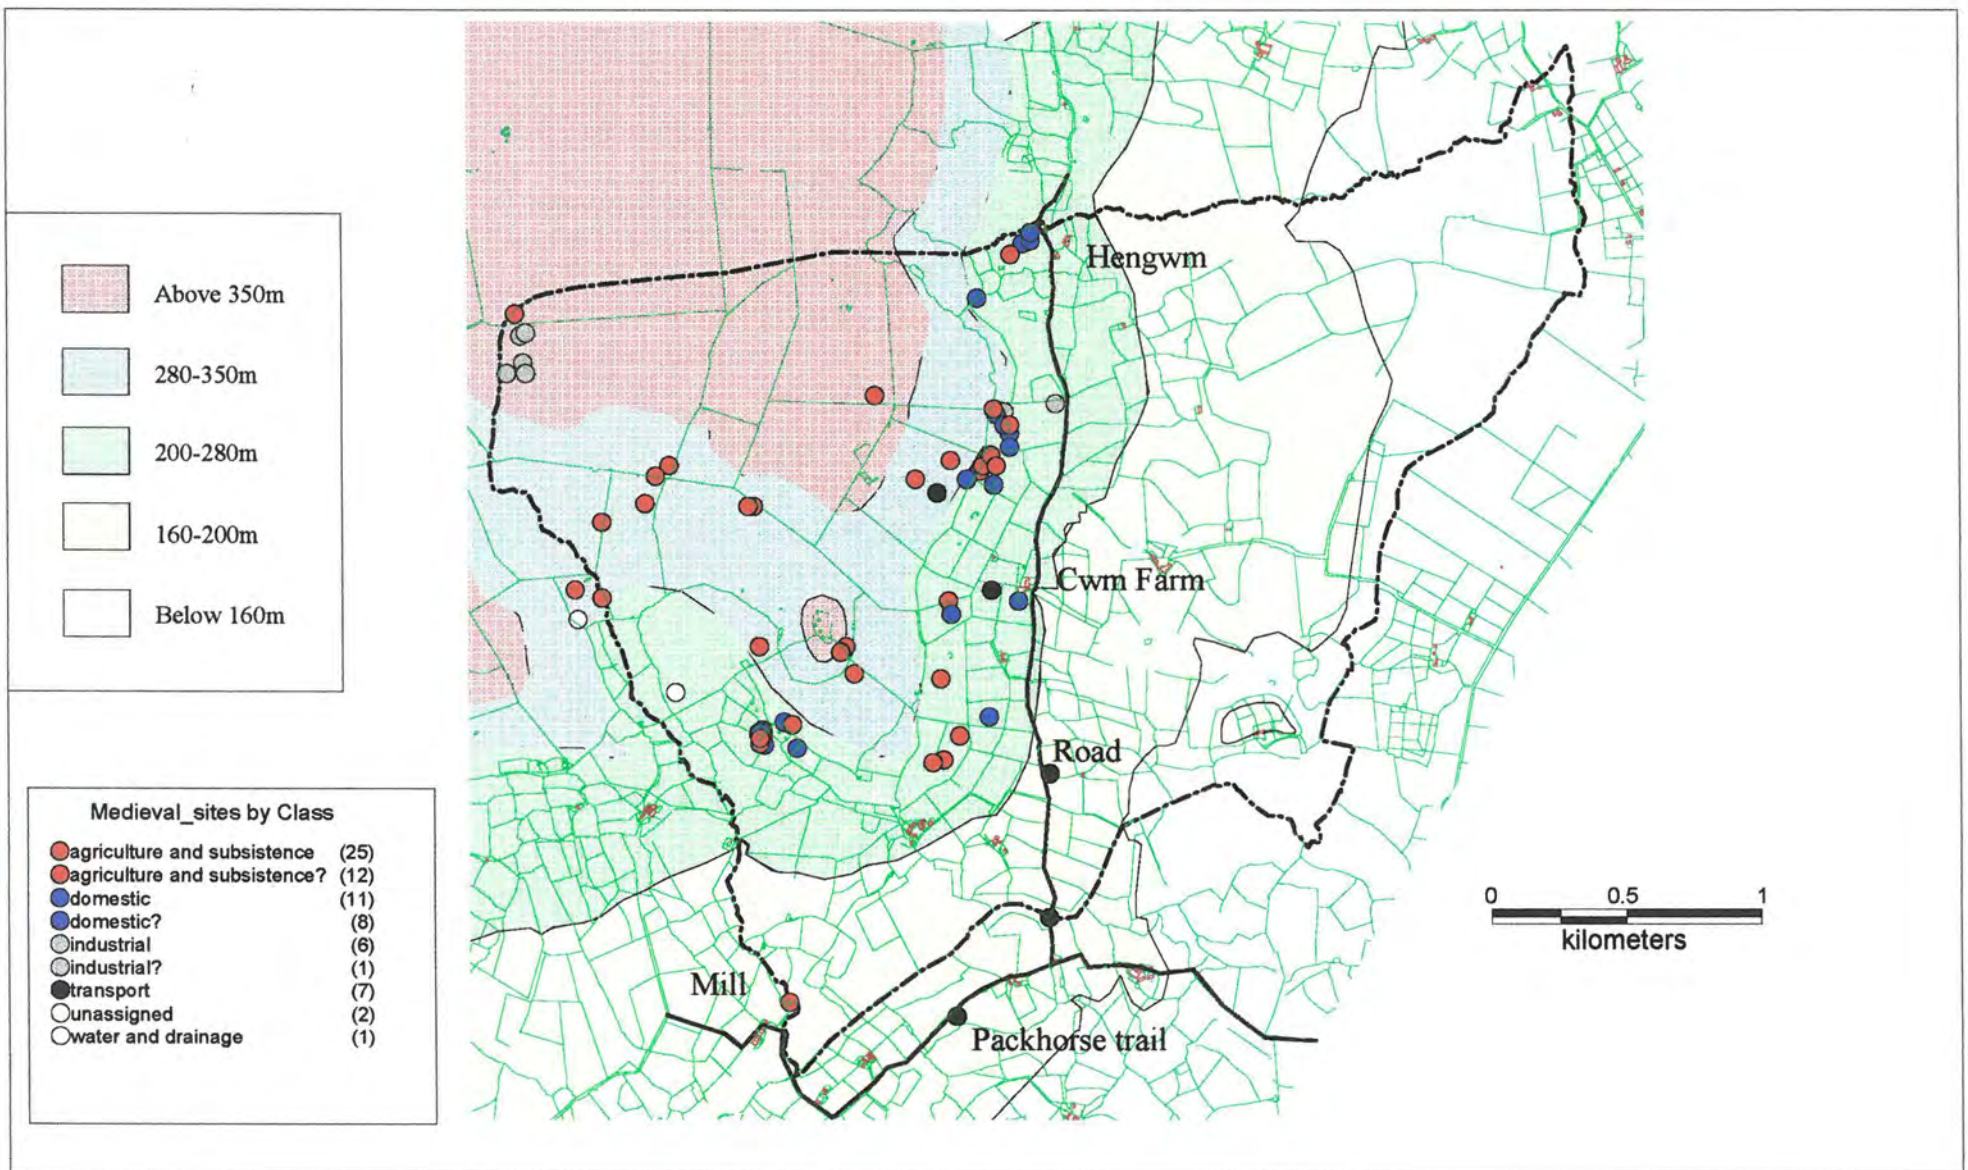 Above 350m
280-350m
200-280m
160-200m
Below 160m
Medieval_sites by Class
agriculture and subsistence (25)
agriculture and subsistence? (12)
domestic (11)
domestic? (8)
industrial (6)
industrial? (1)
transport (7)
unassigned (2)
water and drainage (1)
Hengwm
Cwm Farm
Road
Mill
Packhorse trail
0 0.5 1
kilometers